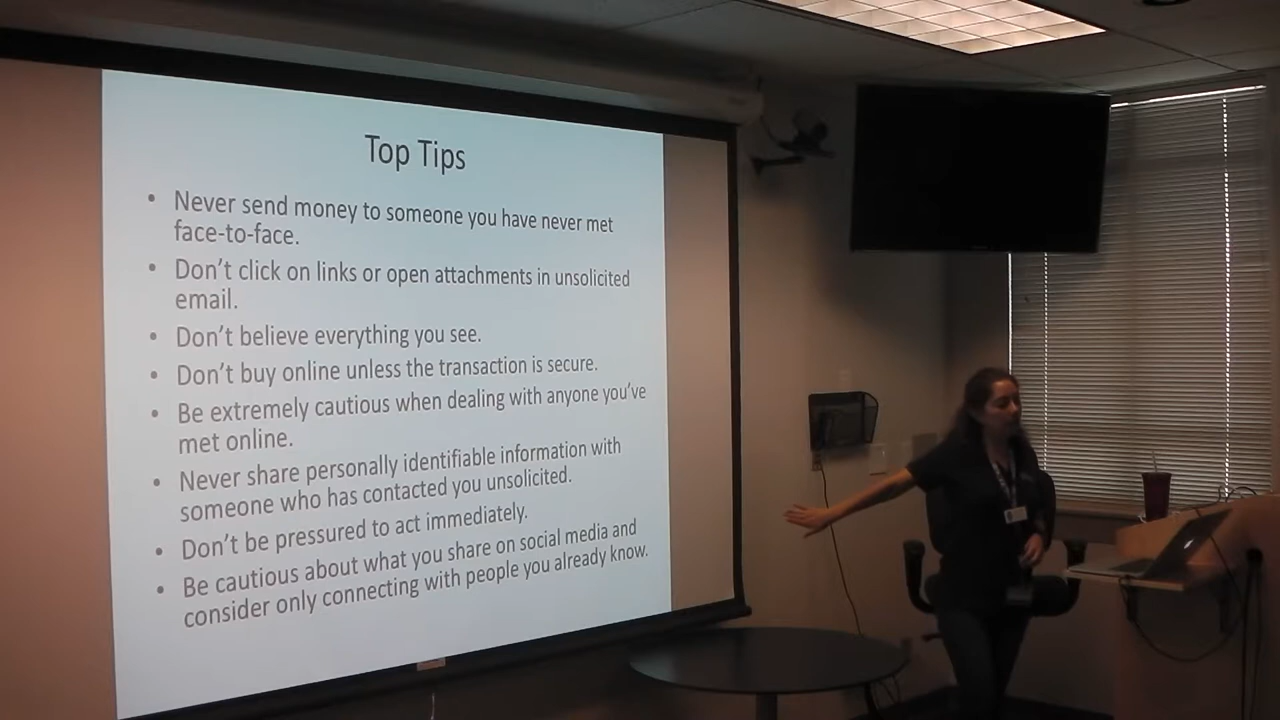 Top Tips
• Never send money to someone you have never met
face-to-face.
• Don't click on links or open attachments in unsolicited
email.
• Don't believe everything you see.
• Don't buy online unless the transaction is secure.
• Be extremely cautious when dealing with anyone you've
met online.
• Never share personally identifiable information with
someone who has contacted you unsolicited.
• Don't be pressured to act immediately.
• Be cautious about what you share on social media and
consider only connecting with people you already know.